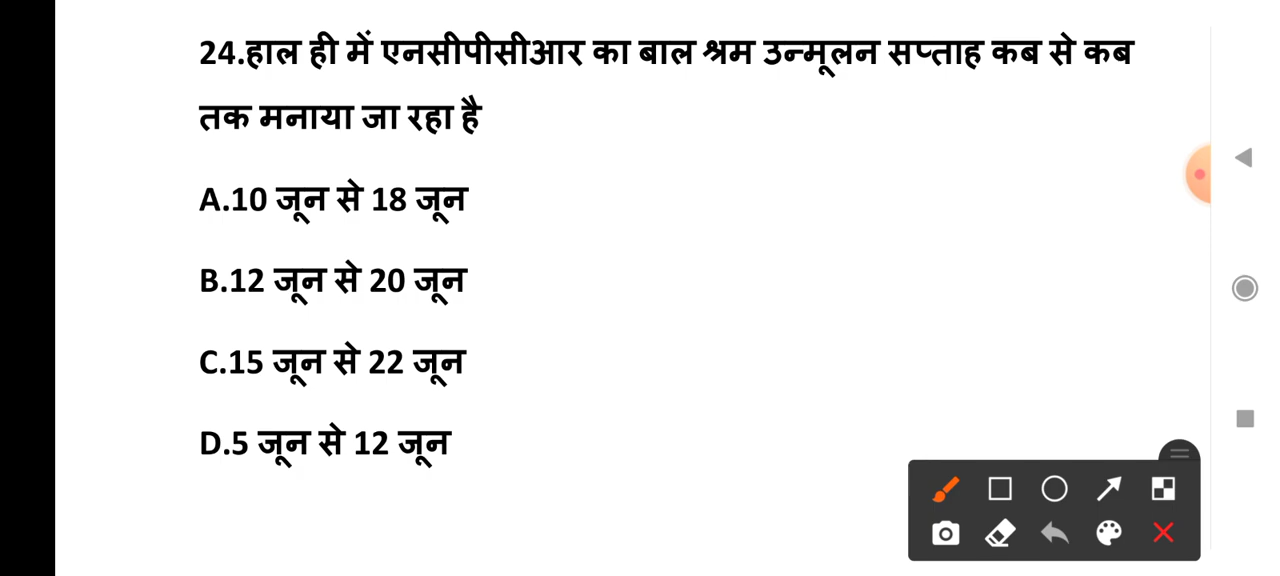 24.हाल ही में एनसीपीसीआर का बाल श्रम उन्मूलन सप्ताह कब से कब
तक मनाया जा रहा है
A.10 जून से 18 जून
B.12 जून से 20 जून
C.15 जून से 22 जून
D.5 जून से 12 जून